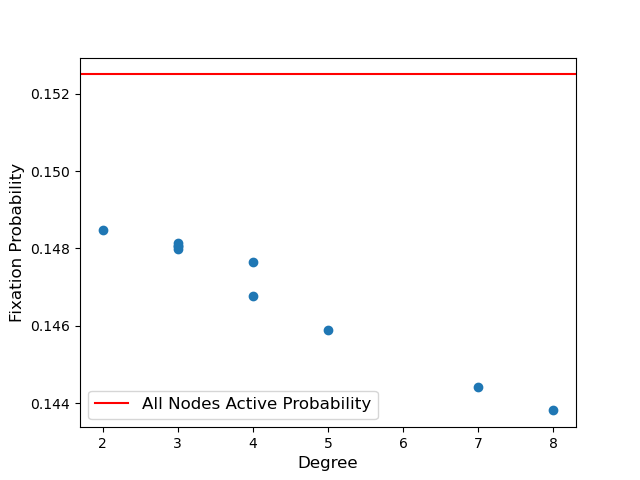 0.152
0.150
0.148
0.146
0.144
Fixation Probability
All Nodes Active Probability
2 3 4 5 6 7 8
Degree